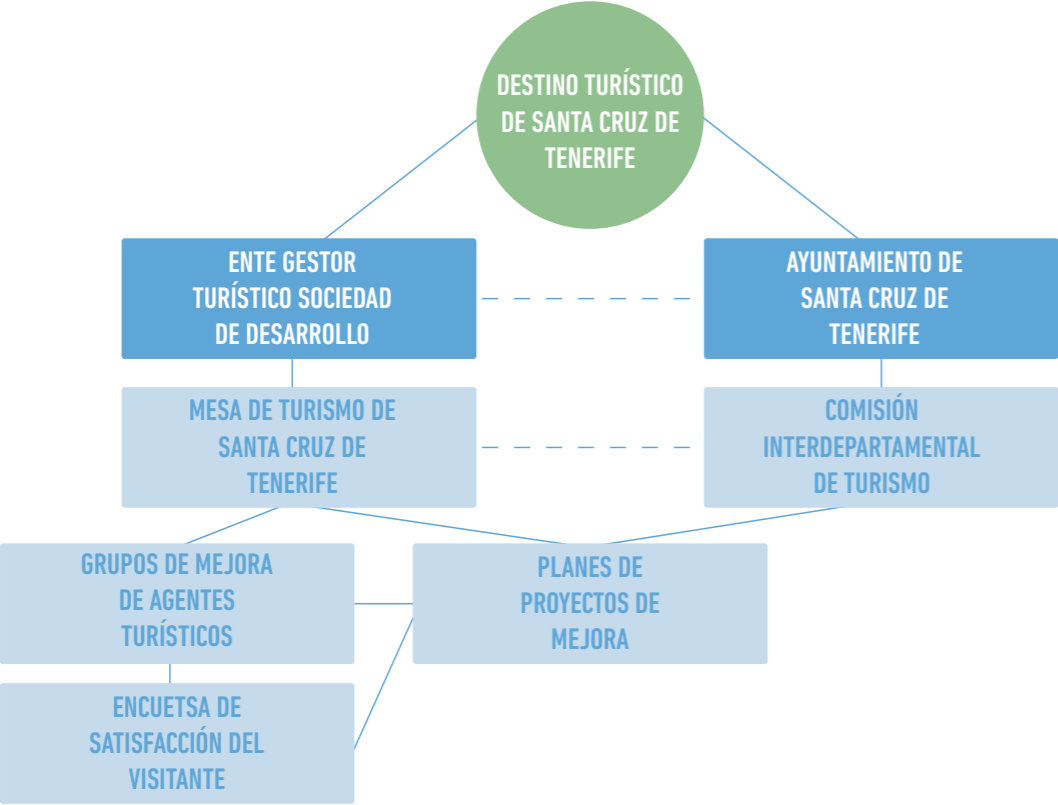 DESTINO TURÍSTICO
DE SANTA CRUZ DE
TENERIFE
ENTE GESTOR
TURÍSTICO SOCIEDAD
DE DESARROLLO
AYUNTAMIENTO DE
SANTA CRUZ DE
TENERIFE
MESA DE TURISMO DE
SANTA CRUZ DE
TENERIFE
COMISIÓN
INTERDEPARTAMENTAL
DE TURISMO
GRUPOS DE MEJORA
DE AGENTES
TURÍSTICOS
PLANES DE
PROYECTOS DE
MEJORA
ENCUETSA DE
SATISFACCIÓN DEL
VISITANTE